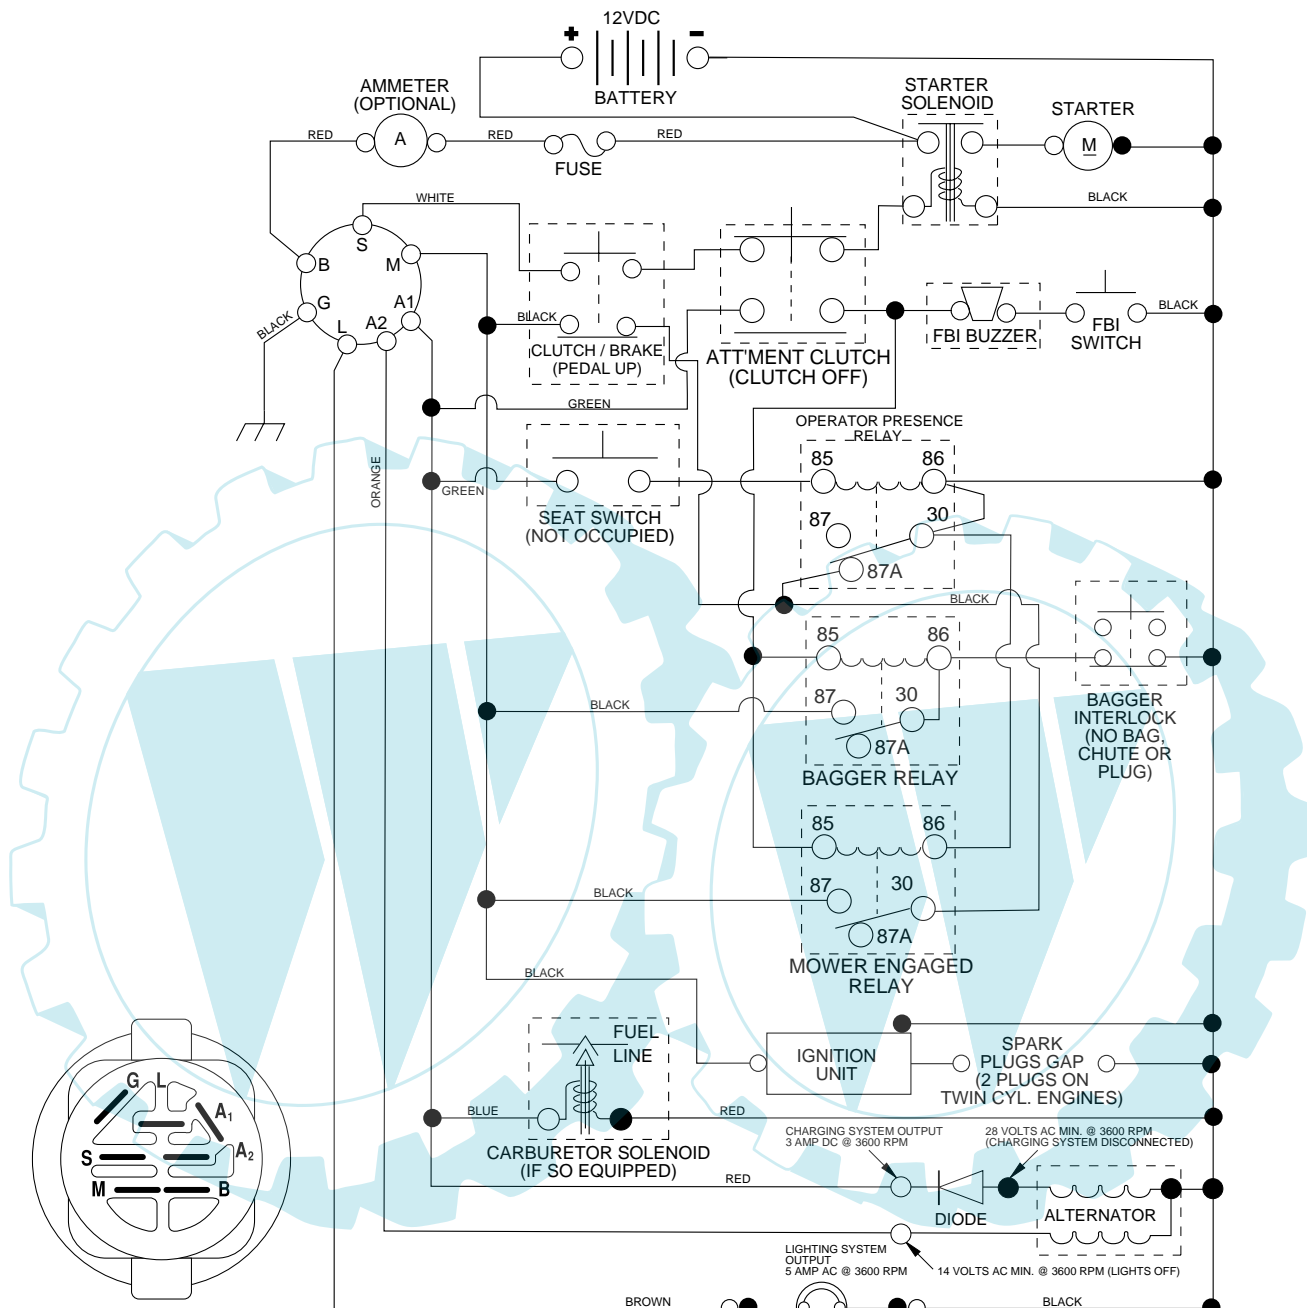 12VDC
+
-
BATTERY
AMMETER
(OPTIONAL)
STARTER
SOLENOID
STARTER
RED
A
RED
FUSE
RED
M
WHITE
BLACK
S
B
M
G
A1
A2
L
BLACK
BLACK
CLUTCH / BRAKE
(PEDAL UP)
ATT'MENT CLUTCH
(CLUTCH OFF)
FBI BUZZER
FBI
SWITCH
BLACK
GREEN
OPERATOR PRESENCE
RELAY
85
86
87
30
87A
ORANGE
GREEN
SEAT SWITCH
(NOT OCCUPIED)
BLACK
85
86
87
30
87A
BLACK
BAGGER RELAY
BAGGER
INTERLOCK
(NO BAG,
CHUTE OR
PLUG)
85
86
87
30
87A
BLACK
MOWER ENGAGED
RELAY
BLACK
FUEL
LINE
IGNITION
UNIT
SPARK
PLUGS GAP
(2 PLUGS ON
TWIN CYL. ENGINES)
BLUE
RED
CARBURETOR SOLENOID
(IF SO EQUIPPED)
CHARGING SYSTEM OUTPUT
3 AMP DC @ 3600 RPM
28 VOLTS AC MIN. @ 3600 RPM
(CHARGING SYSTEM DISCONNECTED)
RED
DIODE
ALTERNATOR
G
L
A1
A2
S
M
B
LIGHTING SYSTEM
OUTPUT
5 AMP AC @ 3600 RPM
14 VOLTS AC MIN. @ 3600 RPM (LIGHTS OFF)
BROWN
BLACK